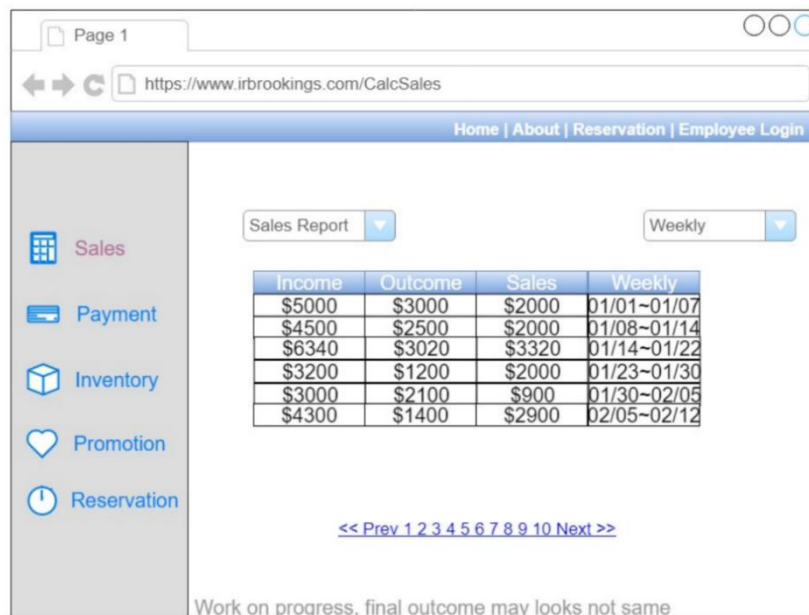 Page 1
https://www.irbrookings.com/CalcSales
Home | About | Reservation | Employee Login
Sales
Payment
Inventory
Promotion
Reservation
Sales Report
Weekly
Income Outcome Sales Weekly
$5000 $3000 $2000 01/01~01/07
$4500 $2500 $2000 01/08~01/14
$6340 $3020 $3320 01/14~01/22
$3200 $1200 $2000 01/23~01/30
$3000 $2100 $900 01/30~02/05
$4300 $1400 $2900 02/05~02/12
<< Prev 1 2 3 4 5 6 7 8 9 10 Next >>
Work on progress, final outcome may looks not same